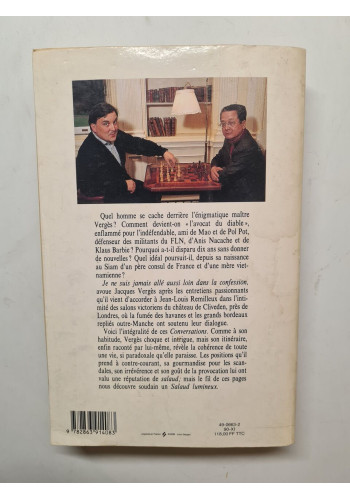 Quel homme se cache derrière l'énigmatique maître
Vergès ? Comment devient-on « l'avocat du diable »,
enflammé pour l'indéfendable, ami de Mao et de Pol Pot,
défenseur des militants du FLN, d'Anis Nacache et de
Klaus Barbie ? Pourquoi a-t-il disparu dix ans sans donner
de nouvelles ? Quel idéal poursuivait-il, depuis sa naissance
au Siam d'un père consul de France et d'une mère viet-
namienne ?
Je ne suis jamais allé aussi loin dans la confession,
avoue Jacques Vergès après les entretiens passionnants
qu'il vient d'accorder à Jean-Louis Remilleux dans l'inti-
mité des salons victoriens du château de Cliveden, près de
Londres, où la fumée des havanes et les grands bordeaux
repliés outre-Manche ont soutenu leur dialogue.
Voici l'intégralité de ces Conversations. Comme à son
habitude, Vergès choque et intrigue, mais son itinéraire,
enfin raconté par lui-même, révèle la cohérence de toute
une vie, si paradoxale qu'elle paraisse. Les positions qu'il
prend à contre-courant, sa gourmandise pour les scan-
dales, son irrévérence et son goût de la provocation lui ont
valu une réputation de salaud, mais le fil de ces pages
nous découvre soudain un Salaud lumineux.
9 782863 914083